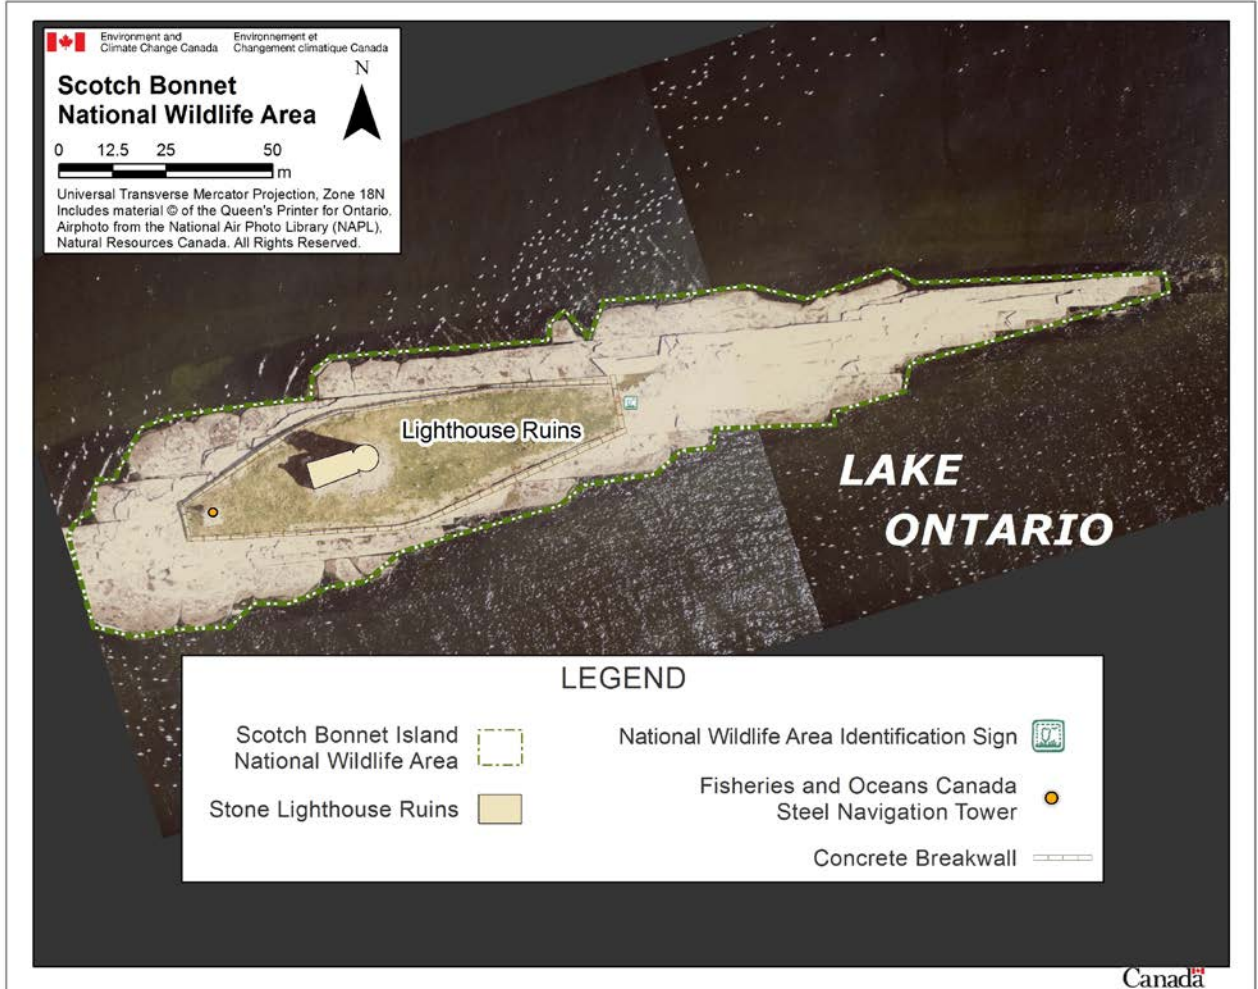 Environment and
Climate Change Canada
Environnement et
Changement climatique Canada
Scotch Bonnet
National Wildlife Area
N
0 12.5 25 50
m
Universal Transverse Mercator Projection, Zone 18N
Includes material © of the Queen's Printer for Ontario.
Airphoto from the National Air Photo Library (NAPL),
Natural Resources Canada. All Rights Reserved.
Lighthouse Ruins
LAKE
ONTARIO
LEGEND
Scotch Bonnet Island
National Wildlife Area
Stone Lighthouse Ruins
National Wildlife Area Identification Sign
Fisheries and Oceans Canada
Steel Navigation Tower
Concrete Breakwall
Canada